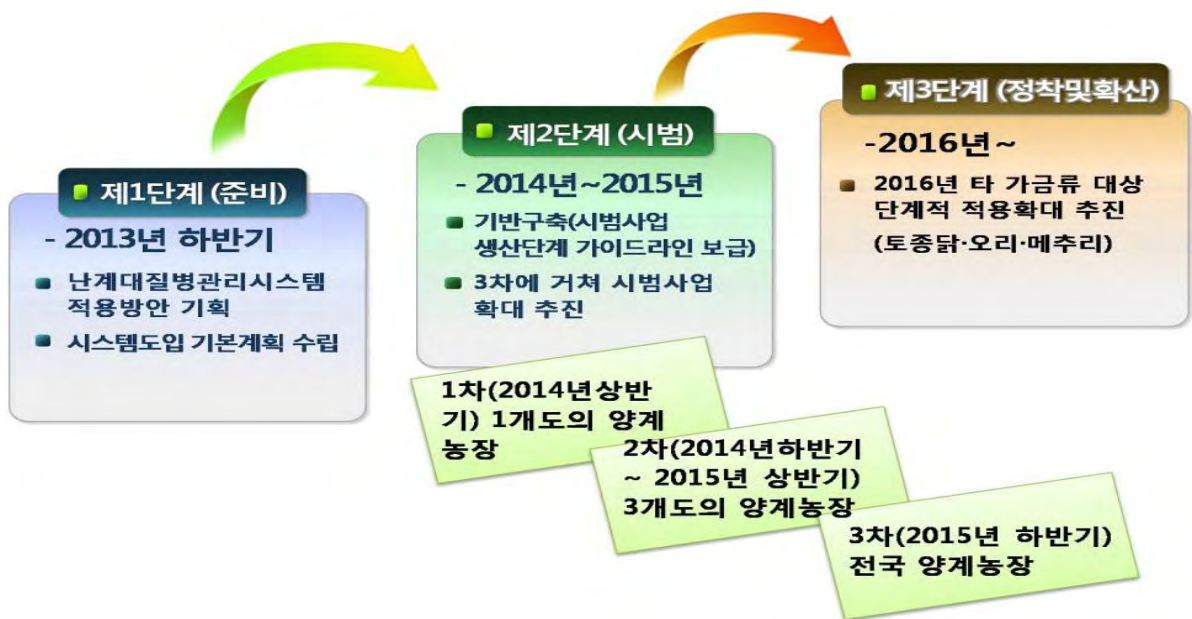 제1단계 (준비)
- 2013년 하반기
난계대질병관리시스템
적용방안 기획
시스템도입 기본계획 수립
제2단계 (시범)
- 2014년~2015년
기반구축(시범사업
생산단계 가이드라인 보급)
3차에 거쳐 시범사업
확대 추진
1차(2014년상반
기) 1개도의 양계
농장
2차(2014년하반기
~ 2015년 상반기)
3개도의 양계농장
3차(2015년 하반기)
전국 양계농장
제3단계 (정착및확산)
-2016년~
2016년 타 가금류 대상
단계적 적용확대 추진
(토종닭·오리·메추리)